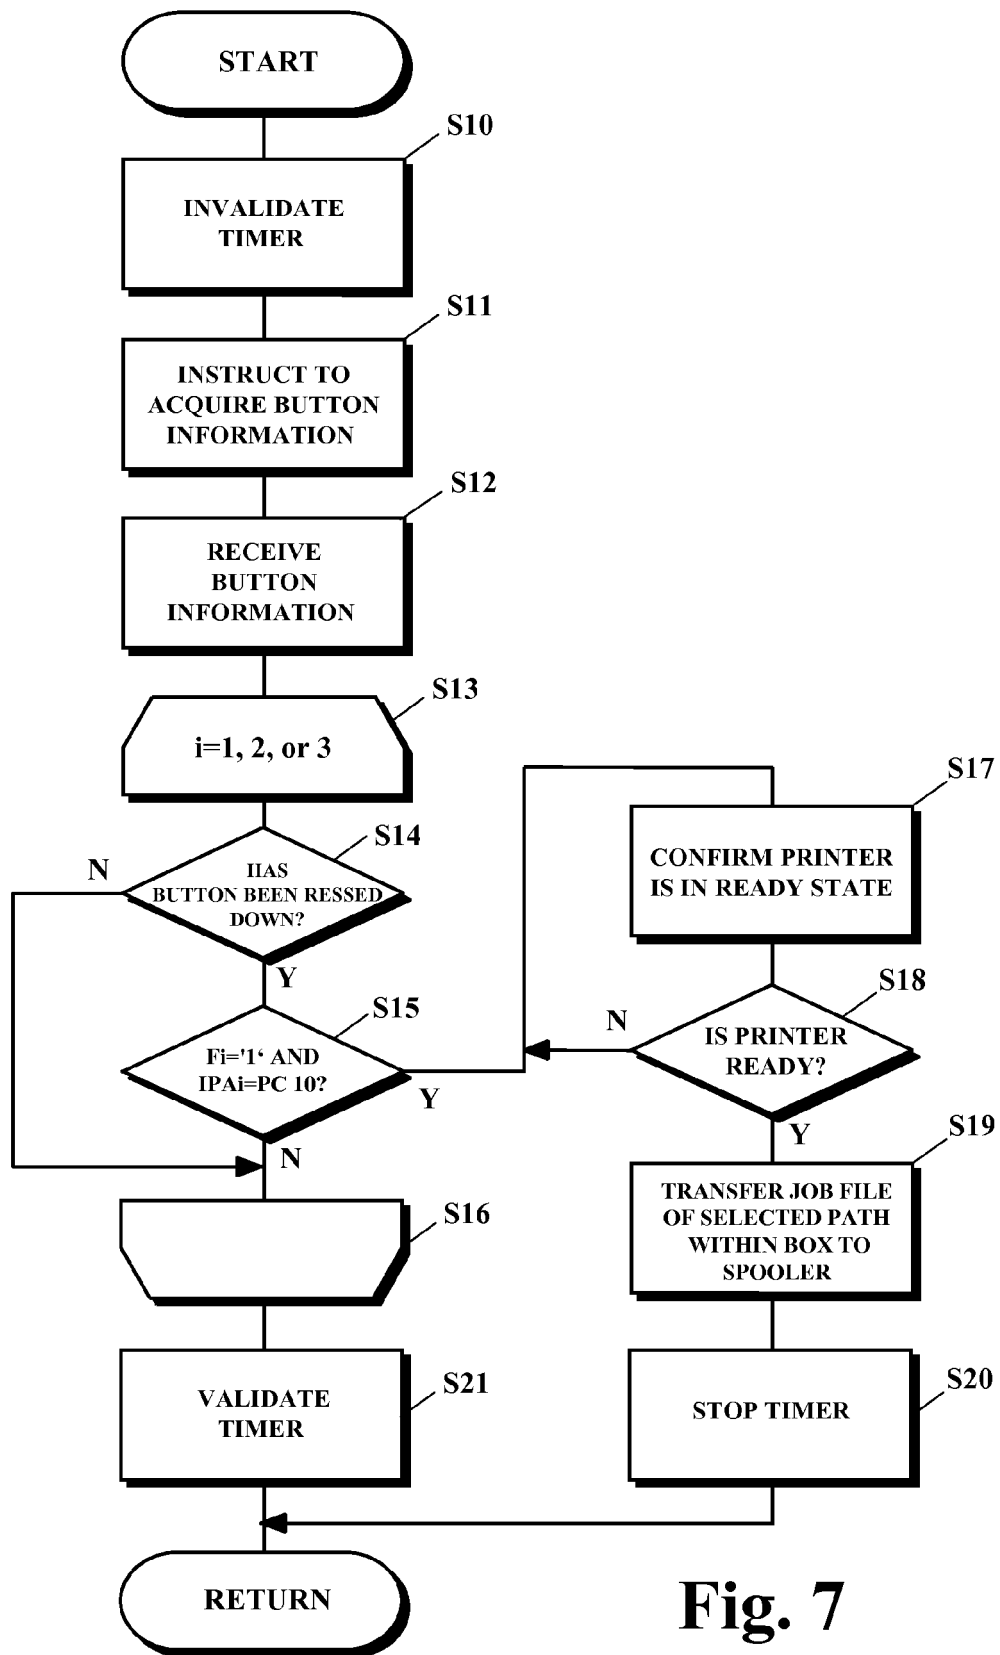 START
S10
INVALIDATE
TIMER
S11
INSTRUCT TO
ACQUIRE BUTTON
INFORMATION
S12
RECEIVE
BUTTON
INFORMATION
S13
i=1, 2, or 3
S14
N
HAS
BUTTON BEEN RESSED
DOWN?
Y
S15
Fi='1‘ AND
IPAi=PC 10?
Y
N
S16
VALIDATE
TIMER
S21
S17
CONFIRM PRINTER
IS IN READY STATE
S18
N
IS PRINTER
READY?
Y
S19
TRANSFER JOB FILE
OF SELECTED PATH
WITHIN BOX TO
SPOOLER
S20
STOP TIMER
RETURN
Fig. 7